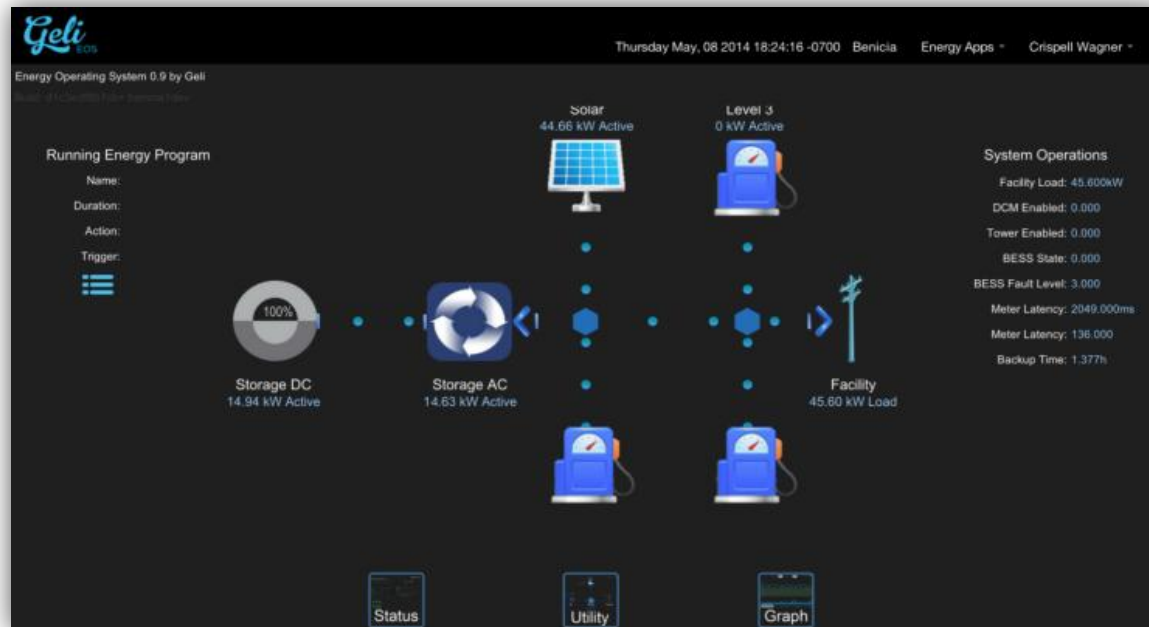 Geli
EOS
Thursday May, 08 2014 18:24:16 -0700 Benicia Energy Apps Crispell Wagner
Energy Operating System 0.9 by Geli
Solar
44.66 kW Active
Level 3
0 kW Active
Running Energy Program
Name:
Duration:
Action:
Trigger:
System Operations
Facility Load: 45.600kW
DCM Enabled: 0.000
Tower Enabled: 0.000
BESS State: 0.000
BESS Fault Level: 3.000
Meter Latency: 2049.000ms
Meter Latency: 136.000
Backup Time: 1.377h
100%
Storage DC
14.94 kW Active
Storage AC
14.63 kW Active
Facility
45.60 kW Load
Status
Utility
Graph